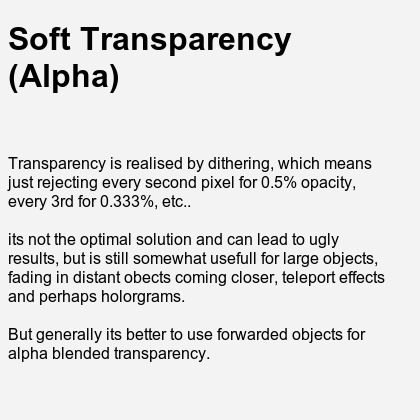 Soft Transparency
(Alpha)
Transparency is realised by dithering, which means
just rejecting every second pixel for 0.5% opacity,
every 3rd for 0.333%, etc..
its not the optimal solution and can lead to ugly
results, but is still somewhat usefull for large objects,
fading in distant obects coming closer, teleport effects
and perhaps holorgrams.
But generally its better to use forwarded objects for
alpha blended transparency.